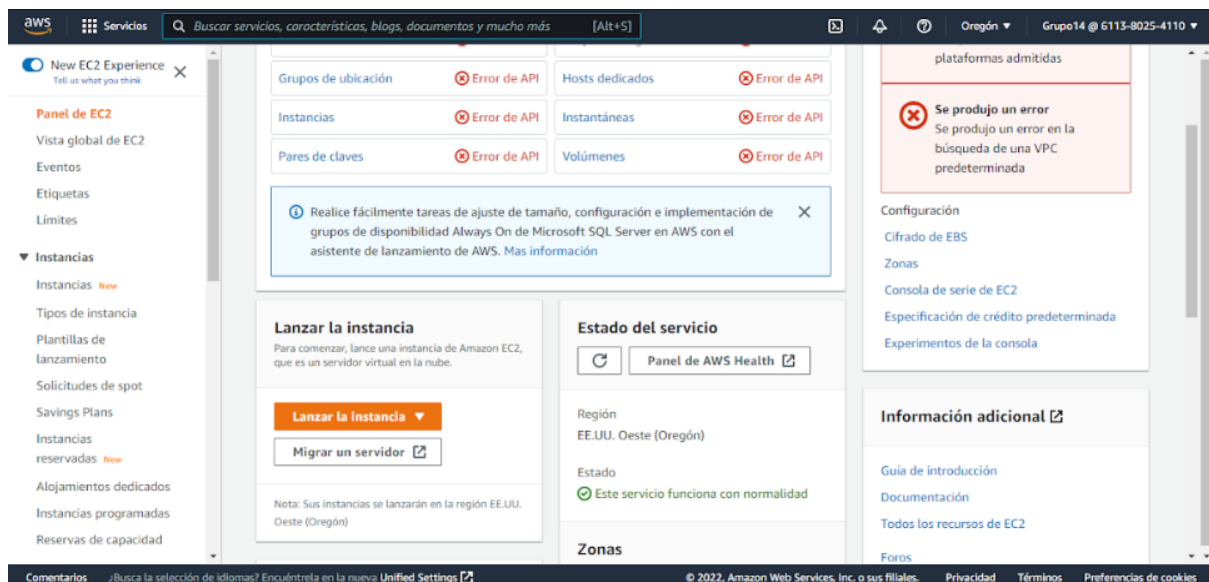 aws
Servicios
Buscar servicios, características, blogs, documentos y mucho más
[Alt+S]
Oregón
Grupo14 @ 6113-8025-4110
New EC2 Experience
Tell us what you think
Panel de EC2
Vista global de EC2
Eventos
Etiquetas
Límites
Instancias
Instancias New
Tipos de instancia
Plantillas de
lanzamiento
Solicitudes de spot
Savings Plans
Instancias
reservadas New
Alojamientos dedicados
Instancias programadas
Reservas de capacidad
Grupos de ubicación
Error de API
Hosts dedicados
Error de API
Instancias
Error de API
Instantáneas
Error de API
Pares de claves
Error de API
Volúmenes
Error de API
Realice fácilmente tareas de ajuste de tamaño, configuración e implementación de
grupos de disponibilidad Always On de Microsoft SQL Server en AWS con el
asistente de lanzamiento de AWS. Mas información
Lanzar la instancia
Para comenzar, lance una instancia de Amazon EC2,
que es un servidor virtual en la nube.
Lanzar la instancia
Migrar un servidor
Nota: Sus instancias se lanzarán en la región EE.UU.
Oeste (Oregón)
Estado del servicio
Panel de AWS Health
Región
EE.UU. Oeste (Oregón)
Estado
Este servicio funciona con normalidad
Zonas
plataformas admitidas
Se produjo un error
Se produjo un error en la
búsqueda de una VPC
predeterminada
Configuración
Cifrado de EBS
Zonas
Consola de serie de EC2
Especificación de crédito predeterminada
Experimentos de la consola
Información adicional
Guía de introducción
Documentación
Todos los recursos de EC2
Foros
Comentarios
¿Busca la selección de idiomas? Encuéntrela en la nueva Unified Settings
© 2022, Amazon Web Services, Inc. o sus filiales.
Privacidad
Términos
Preferencias de cookies